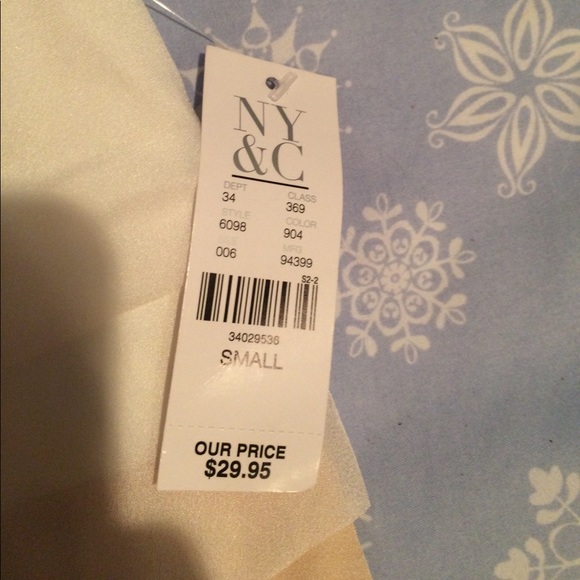 NY
&C
DEPT CLASS
34 369
STYLE COLOR
6098 904
MFG
006 94399
S2-2
34029536
SMALL
OUR PRICE
$29.95